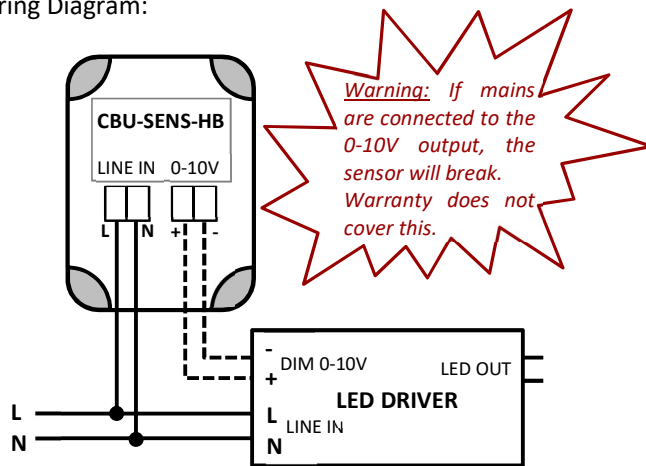 ring Diagram:
CBU-SENS-HB
LINE IN 0-10V
L N + -
Warning: If mains
are connected to the
0-10V output, the
sensor will break.
Warranty does not
cover this.
-
DIM 0-10V
LED OUT
+
LED DRIVER
L
L
LINE IN
N
N